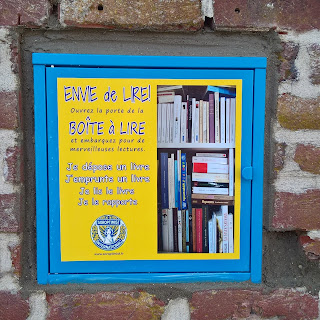 ENVIE de LIRE!
Ouvrez la porte de la
BOÎTE à LIRE
et embarquez pour de
merveilleuses lectures.
Je dépose un livre
J'emprunte un livre
Je lis le livre
Je le rapporte